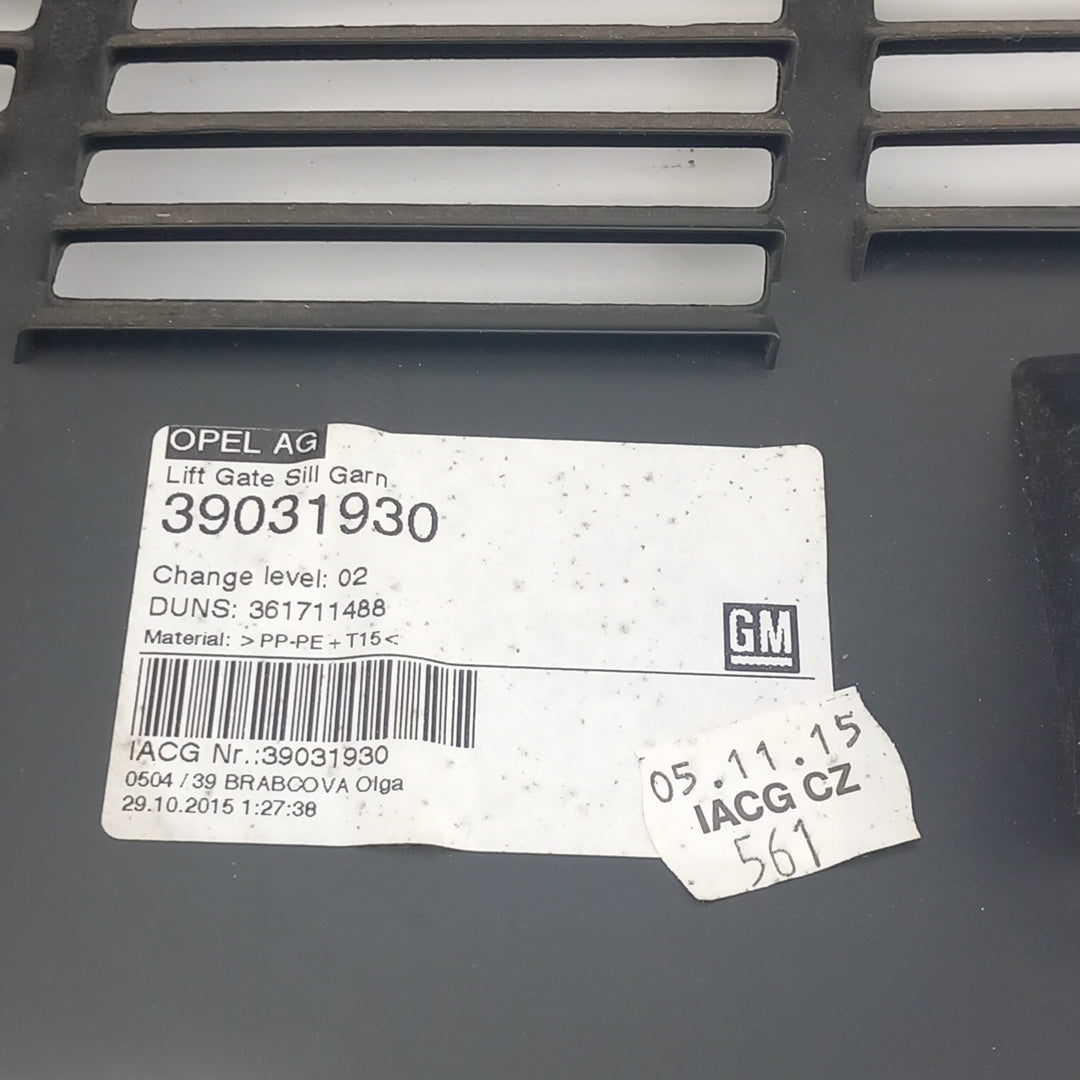 OPEL AG
Lift Gate Sill Garn
39031930
Change level: 02
DUNS: 361711488
Material: >PP-PE+T15<
GM
IACG Nr.:39031930
0504 / 39 BRABCOVA Olga
29.10.2015 1:27:38
05.11.15
IACG CZ
561